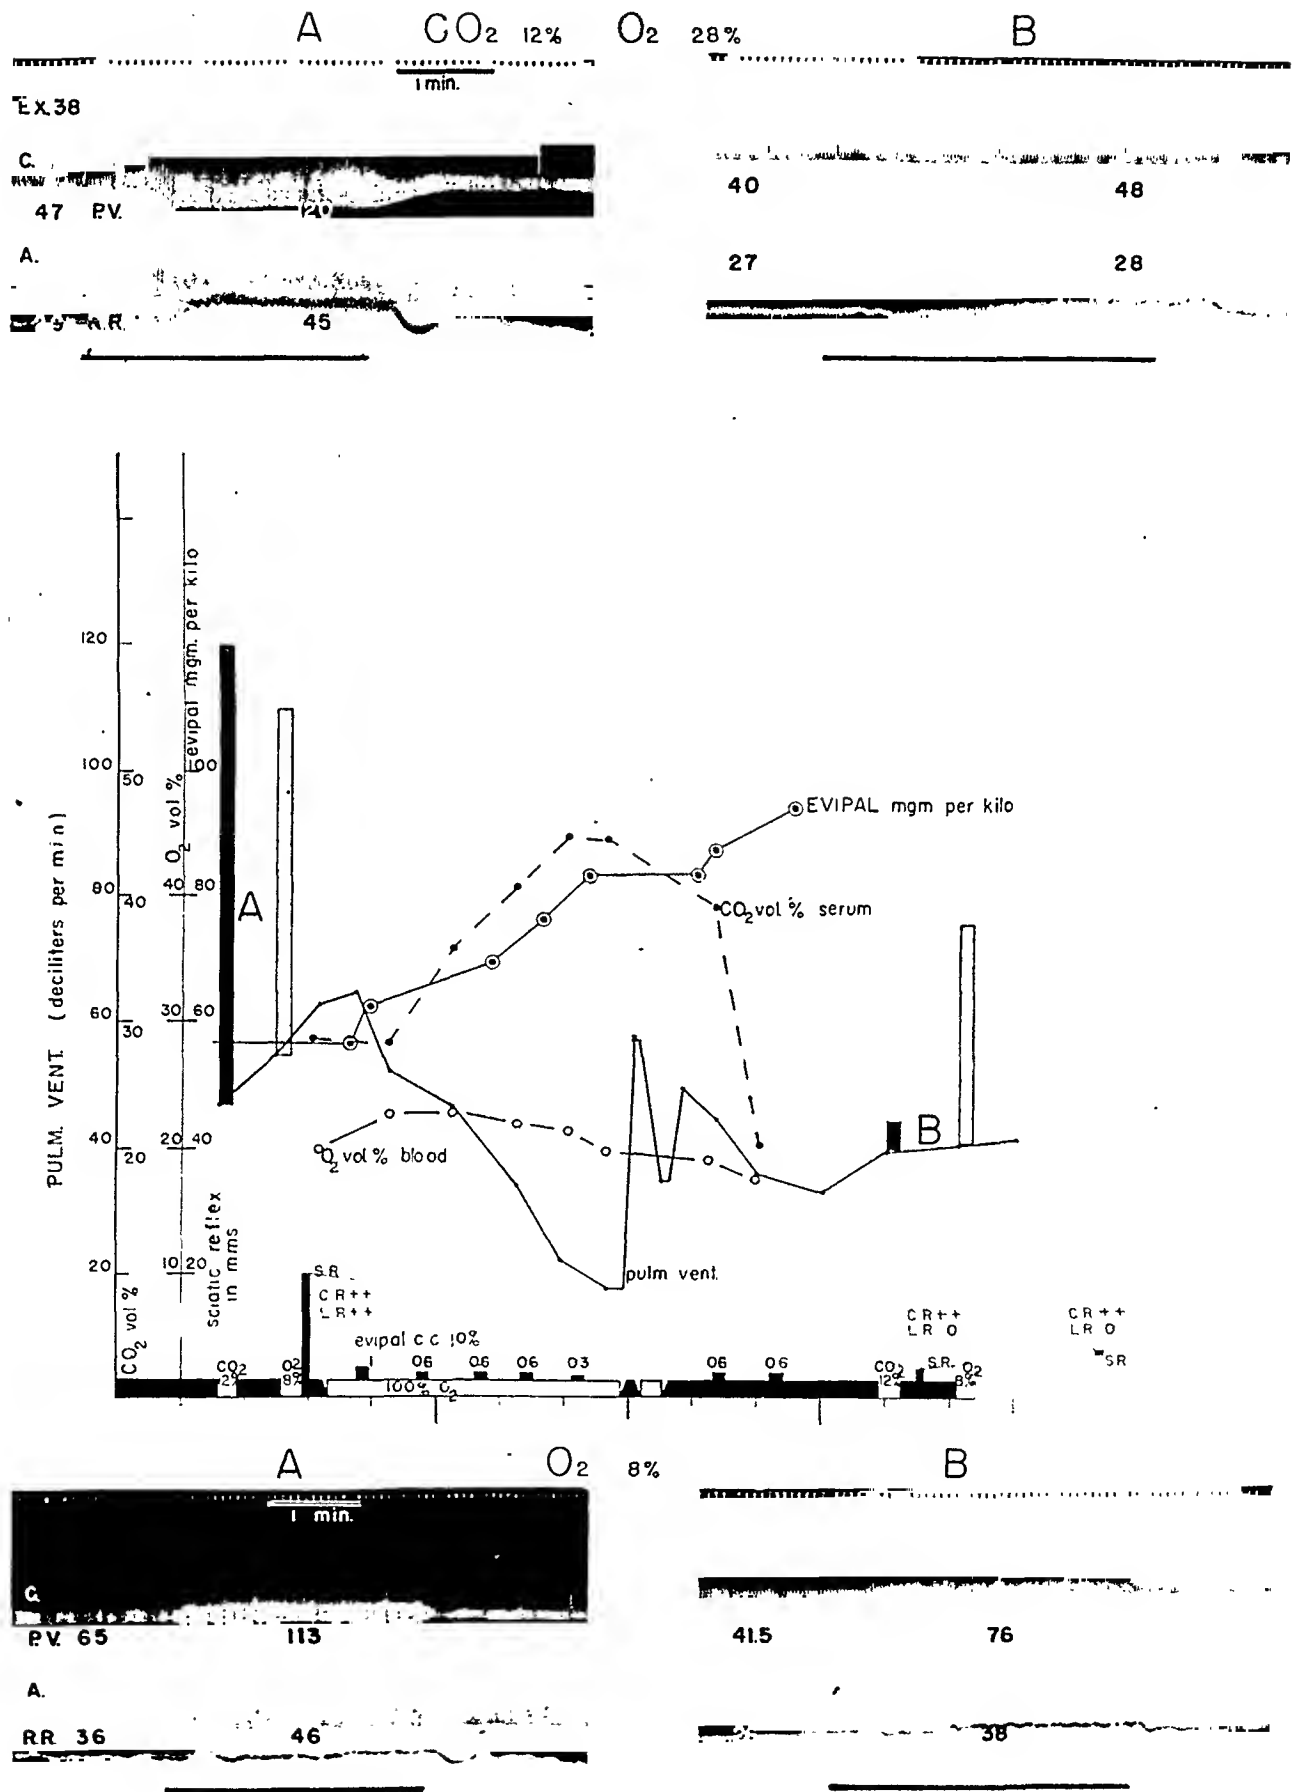 A CO2 12% O2 28% B
1 min.
Ex.38
C.
47 P.V. 120
40 48
A.
27 28
R.R. 45
120
100
80
60
40
20
PULM. VENT. (deciliters per min)
50
40
30
20
CO2 vol %
40
30
20
10
O2 vol %
80
60
40
20
evipal mgm. per kilo
sciatic reflex
in mms
A
EVIPAL mgm per kilo
CO2 vol % serum
O2 vol % blood
pulm vent.
B
S.R.
C R++
L R++
evipal c c 10%
CO2 O2
8%
1 06 06 06 03 06 06
100% O2
C R++
L R O
CO2 12% S.R. O2 8%
C R++
L R O
S R
A O2 8% B
1 min.
C.
P.V. 65 113
41.5 76
A.
R.R. 36 46
38